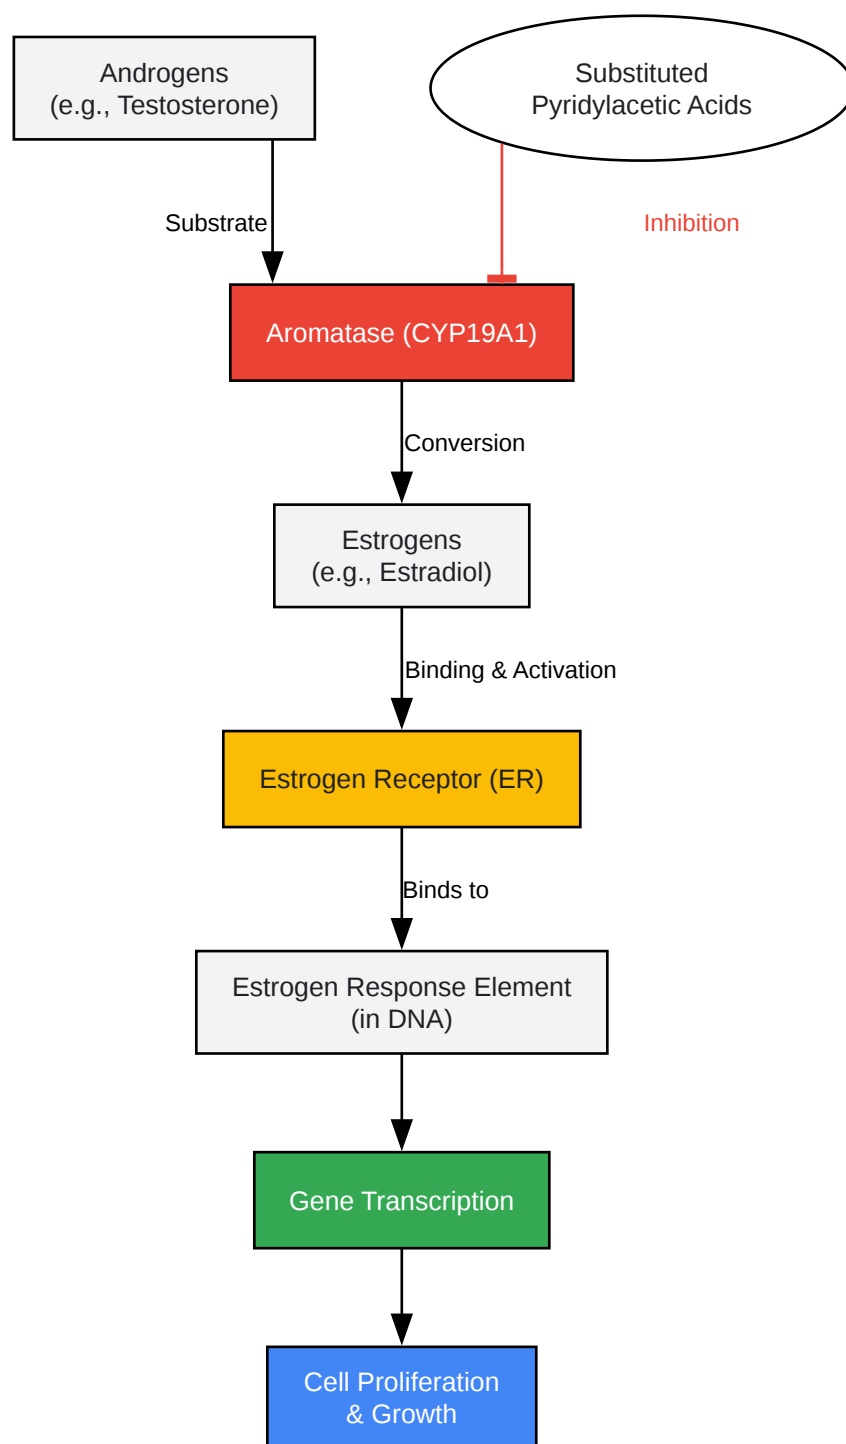 Androgens
(e.g., Testosterone)
Substituted
Pyridylacetic Acids
Substrate
Inhibition
Aromatase (CYP19A1)
Conversion
Estrogens
(e.g., Estradiol)
Binding & Activation
Estrogen Receptor (ER)
Binds to
Estrogen Response Element
(in DNA)
Gene Transcription
Cell Proliferation
& Growth